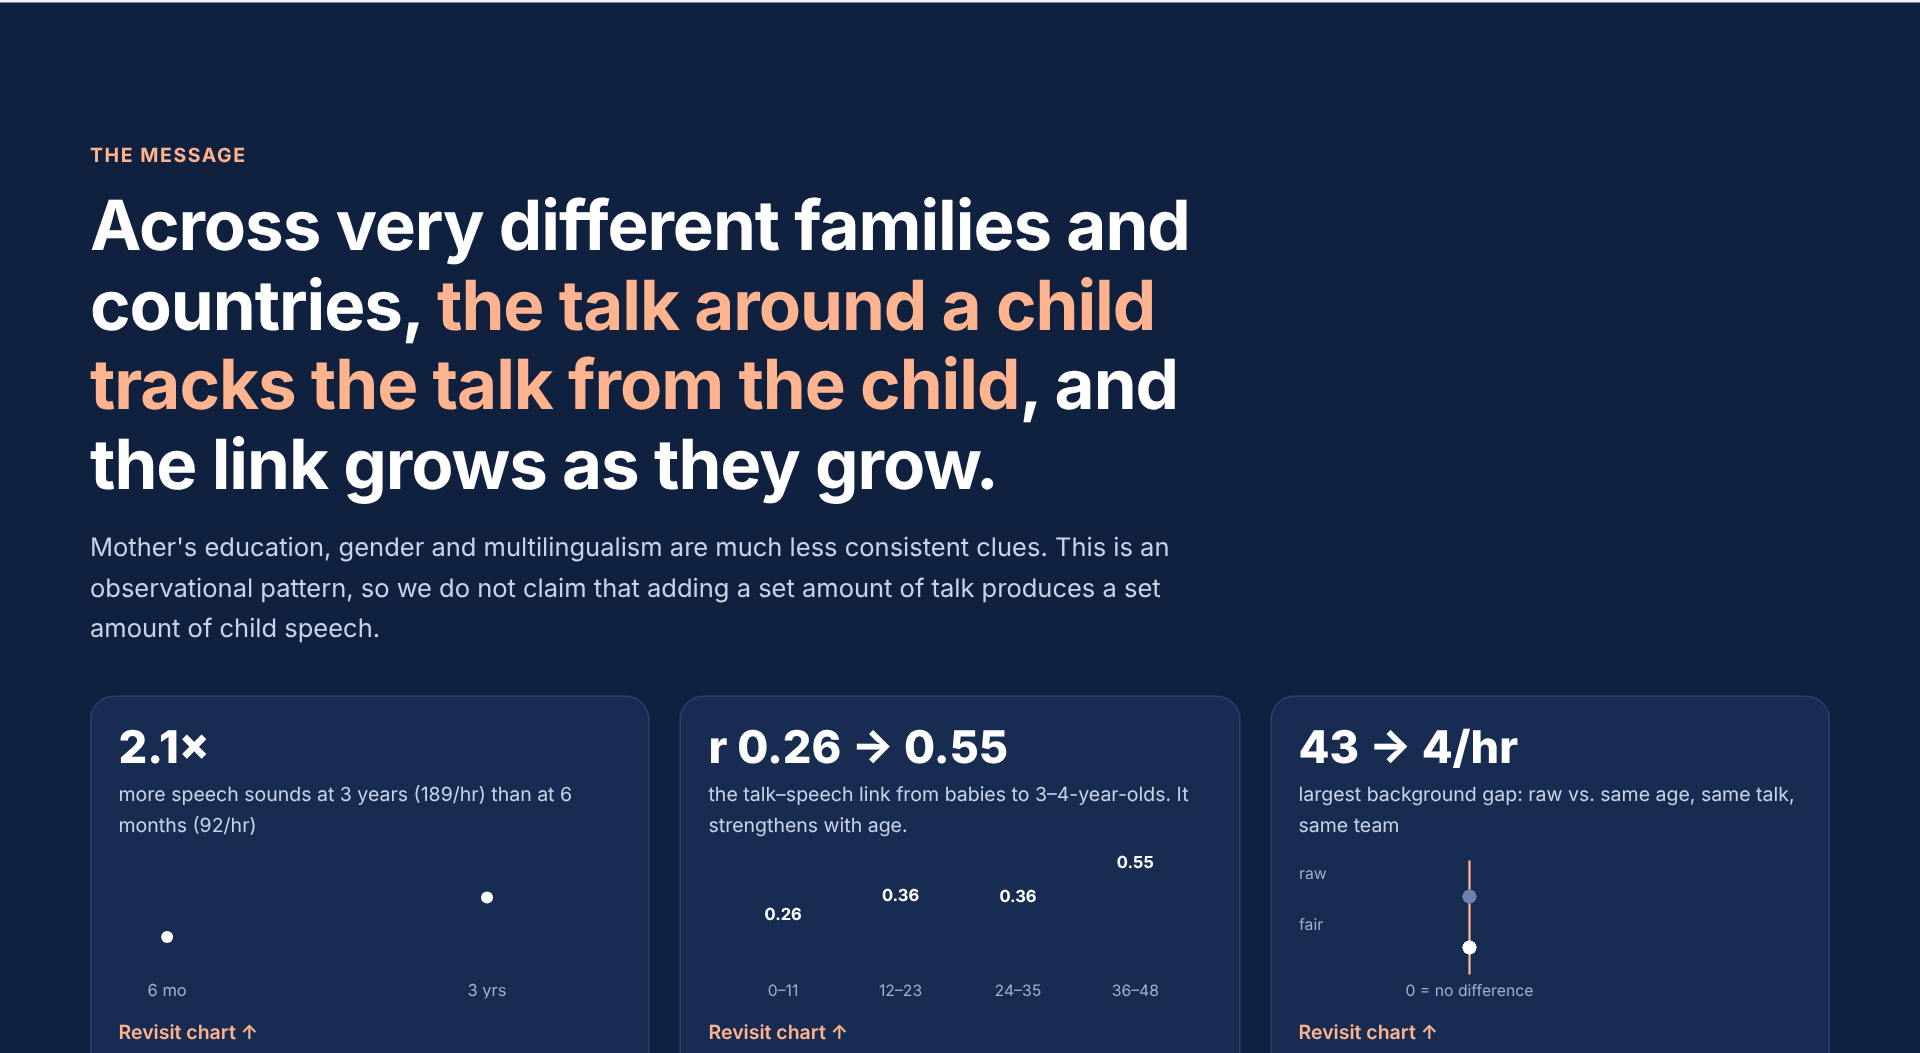 THE MESSAGE
Across very different families and
countries, the talk around a child
tracks the talk from the child, and
the link grows as they grow.
Mother's education, gender and multilingualism are much less consistent clues. This is an
observational pattern, so we do not claim that adding a set amount of talk produces a set
amount of child speech.
2.1×
more speech sounds at 3 years (189/hr) than at 6
months (92/hr)
6 mo
3 yrs
Revisit chart ↑
r 0.26 → 0.55
the talk–speech link from babies to 3–4-year-olds. It
strengthens with age.
0.26
0.36
0.36
0.55
0–11
12–23
24–35
36–48
Revisit chart ↑
43 → 4/hr
largest background gap: raw vs. same age, same talk,
same team
raw
fair
0 = no difference
Revisit chart ↑